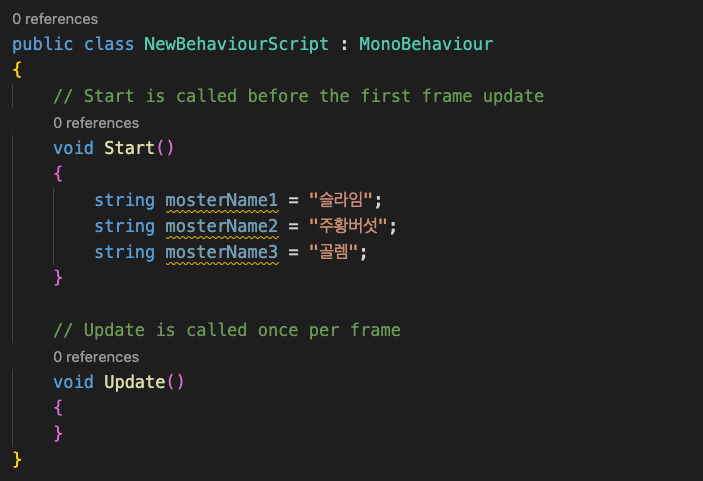 0 references
public class NewBehaviourScript : MonoBehaviour
{
// Start is called before the first frame update
0 references
void Start()
{
string mosterName1 = "슬라임";
string mosterName2 = "주황버섯";
string mosterName3 = "골렘";
}
// Update is called once per frame
0 references
void Update()
{
}
}